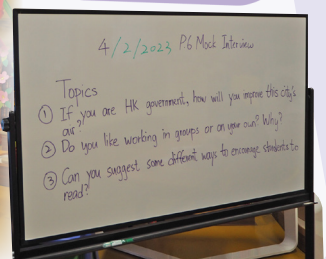 4/2/2023 P.6 Mock Interview
Topics
① If you are HK government, how will you improve this city's
air?
② Do you like working in groups or on your own? Why?
③ Can you suggest some different ways to encourage students to
read?